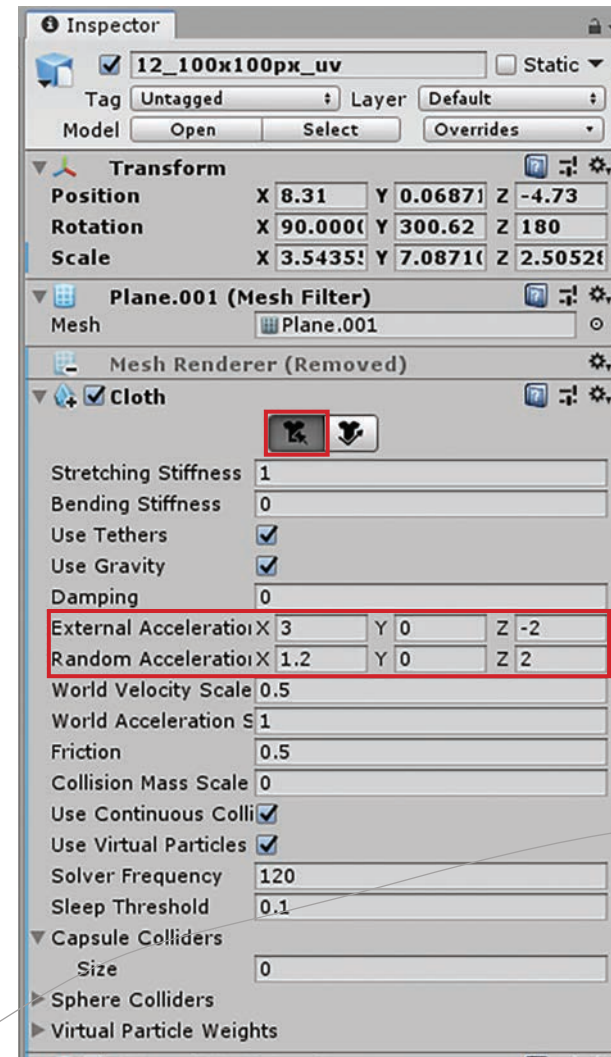 Inspector
12_100x100px_uv Static
Tag Untagged Layer Default
Model Open Select Overrides
Transform
Position X 8.31 Y 0.06871 Z -4.73
Rotation X 90.000( Y 300.62 Z 180
Scale X 3.5435! Y 7.0871( Z 2.5052
Plane.001 (Mesh Filter)
Mesh Plane.001
Mesh Renderer (Removed)
Cloth
Stretching Stiffness 1
Bending Stiffness 0
Use Tethers
Use Gravity
Damping 0
External Acceleration X 3 Y 0 Z -2
Random Acceleration X 1.2 Y 0 Z 2
World Velocity Scale 0.5
World Acceleration S 1
Friction 0.5
Collision Mass Scale 0
Use Continuous Colli
Use Virtual Particles
Solver Frequency 120
Sleep Threshold 0.1
Capsule Colliders
Size 0
Sphere Colliders
Virtual Particle Weights